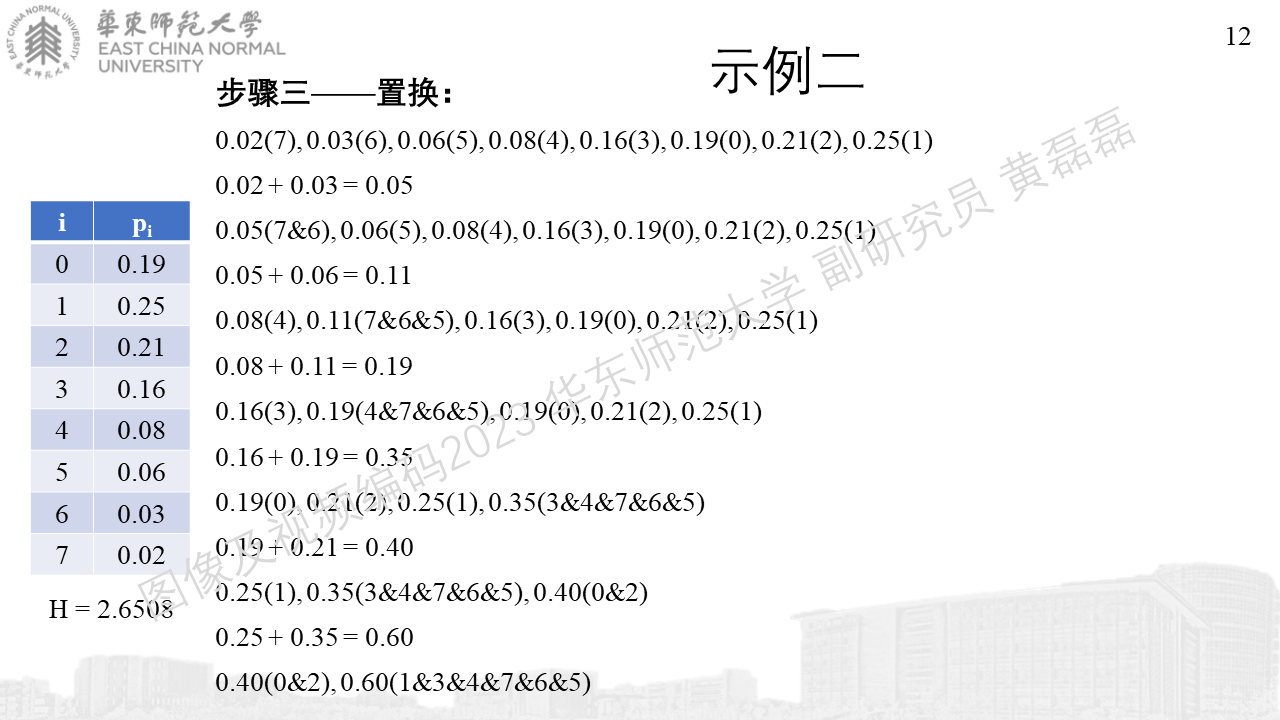 華東師範大學
EAST CHINA NORMAL
UNIVERSITY
12
示例二
步骤三——置换：
0.02(7), 0.03(6), 0.06(5), 0.08(4), 0.16(3), 0.19(0), 0.21(2), 0.25(1)
0.02 + 0.03 = 0.05
0.05(7&6), 0.06(5), 0.08(4), 0.16(3), 0.19(0), 0.21(2), 0.25(1)
0.05 + 0.06 = 0.11
0.08(4), 0.11(7&6&5), 0.16(3), 0.19(0), 0.21(2), 0.25(1)
0.08 + 0.11 = 0.19
0.16(3), 0.19(4&7&6&5), 0.19(0), 0.21(2), 0.25(1)
0.16 + 0.19 = 0.35
0.19(0), 0.21(2), 0.25(1), 0.35(3&4&7&6&5)
0.19 + 0.21 = 0.40
0.25(1), 0.35(3&4&7&6&5), 0.40(0&2)
0.25 + 0.35 = 0.60
0.40(0&2), 0.60(1&3&4&7&6&5)
i pi
0 0.19
1 0.25
2 0.21
3 0.16
4 0.08
5 0.06
6 0.03
7 0.02
H = 2.6508
图像及视频编码2023 华东师范大学 副研究员 黄磊磊
EAST CHINA NORMAL UNIVERSITY
華東師範大學